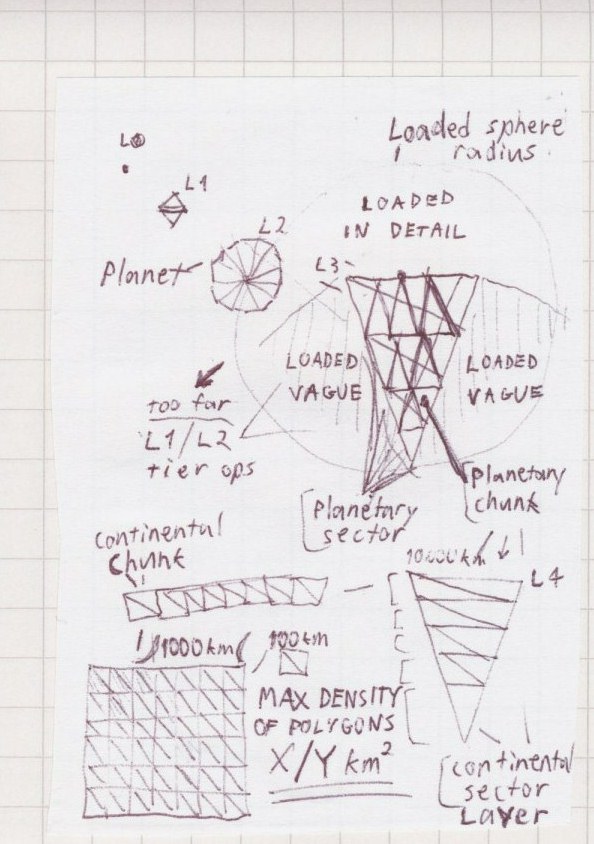 L0
L1
Loaded sphere
radius
LOADED
IN DETAIL
L2
Planet
L3
LOADED
VAGUE
LOADED
VAGUE
too far
L1/L2
tier ops
Planetary
sector
Planetary
chunk
continental
Chunk
10000km
L4
1000km
100km
MAX DENSITY
OF POLYGONS
X/Y km²
continental
sector
LAYER